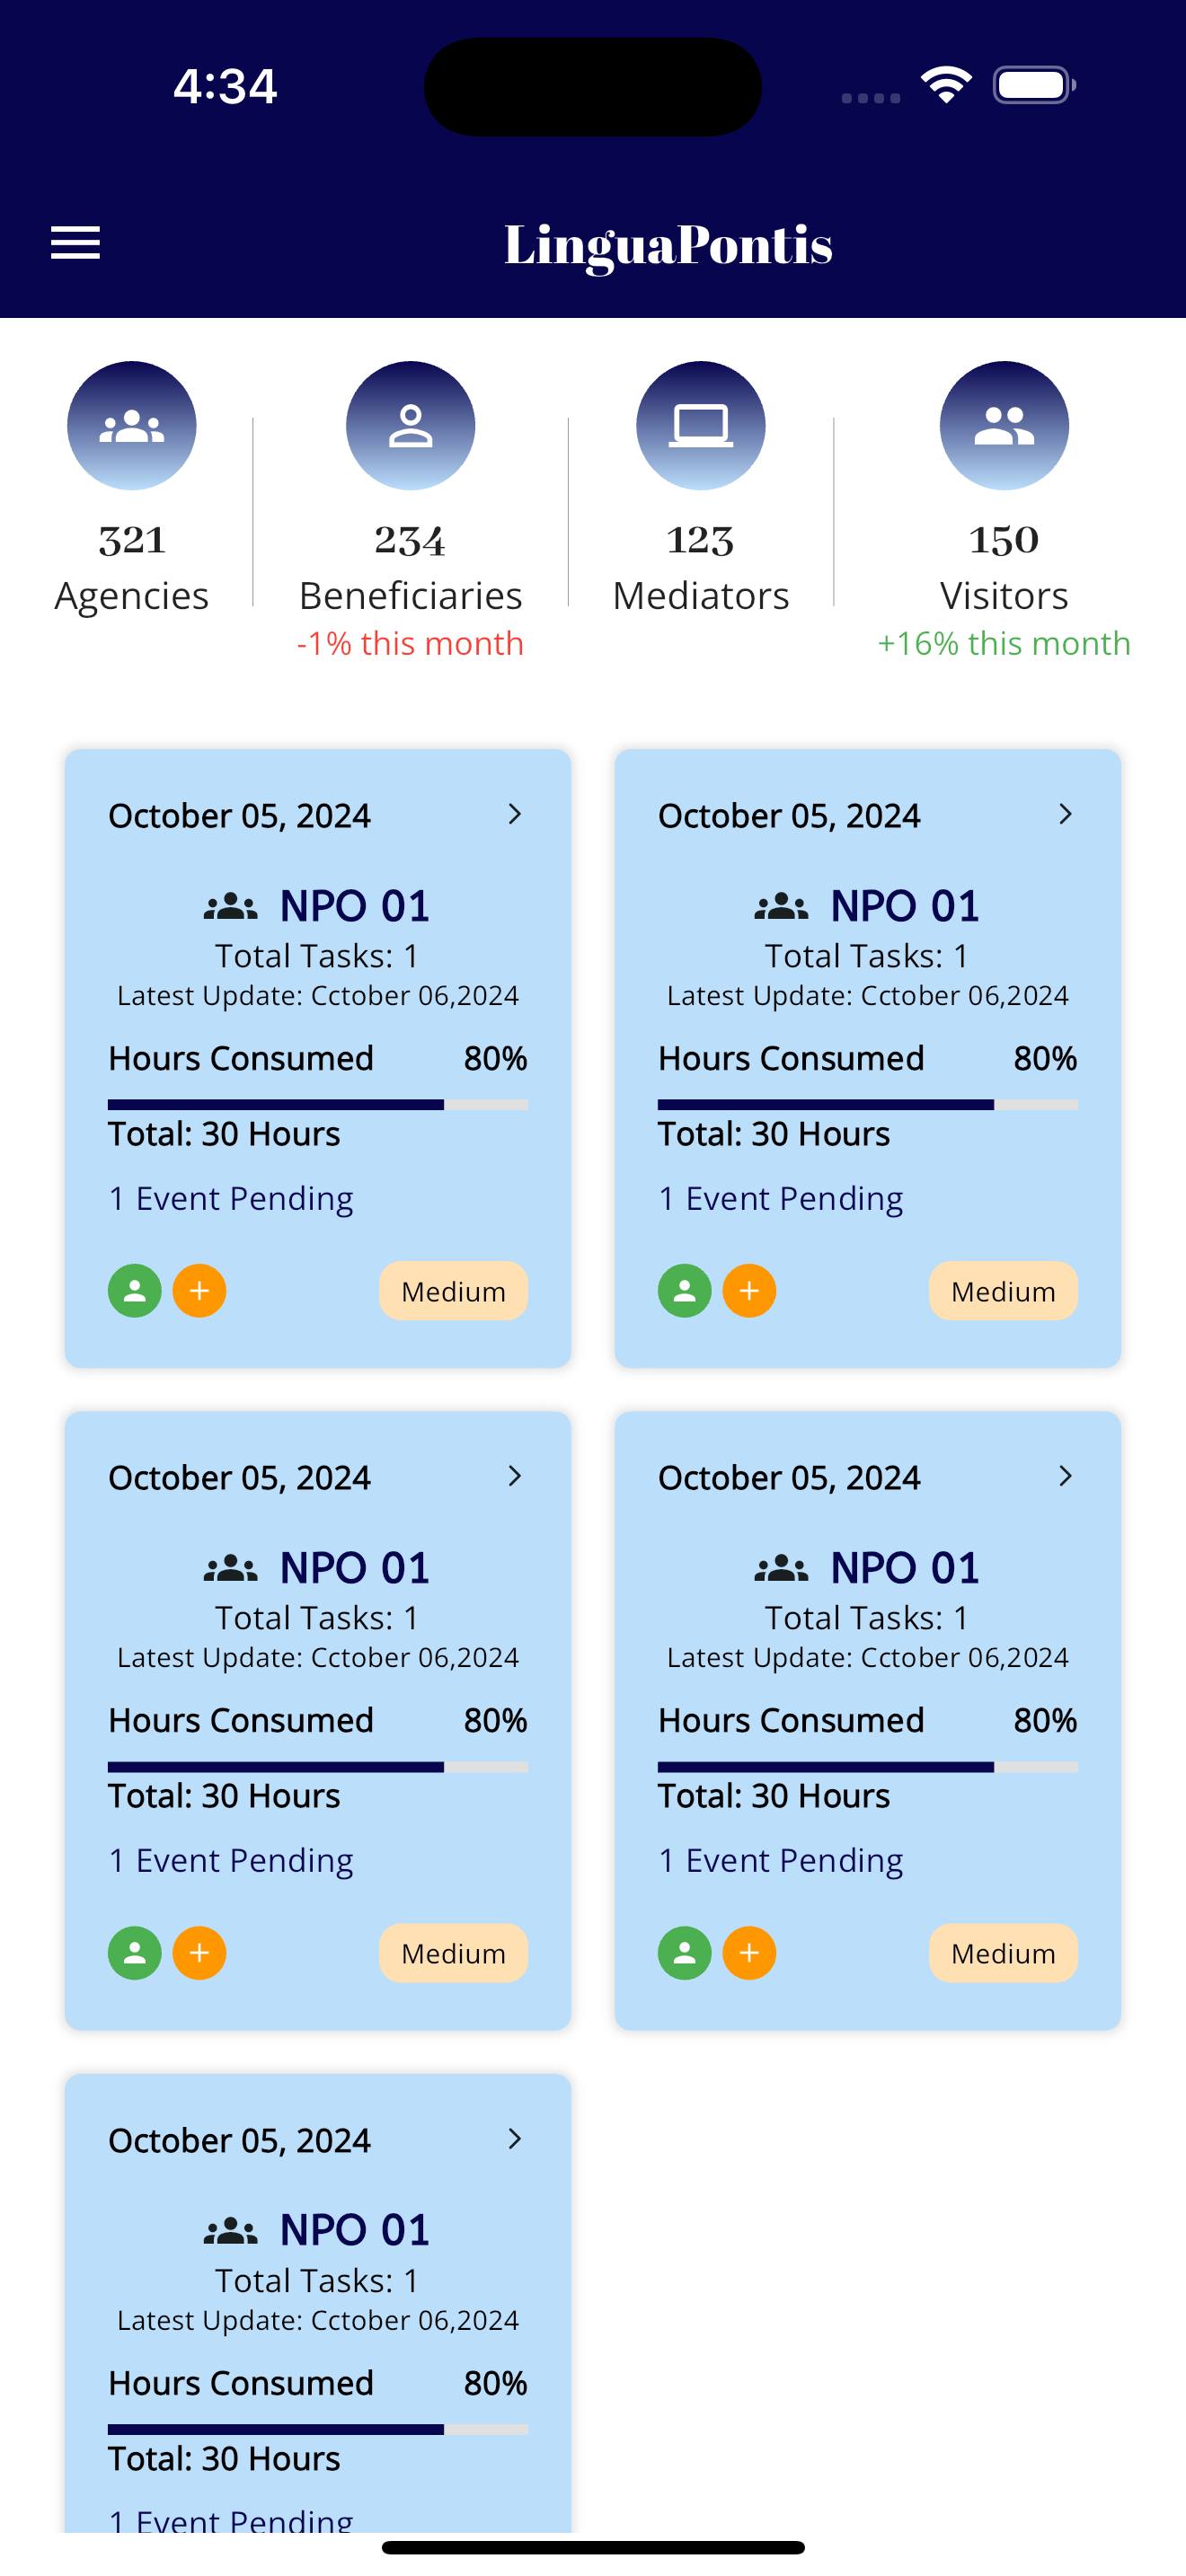 4:34
LinguaPontis
321
Agencies
234
Beneficiaries
-1% this month
123
Mediators
150
Visitors
+16% this month
October 05, 2024
NPO 01
Total Tasks: 1
Latest Update: Cctober 06,2024
Hours Consumed 80%
Total: 30 Hours
1 Event Pending
Medium
October 05, 2024
NPO 01
Total Tasks: 1
Latest Update: Cctober 06,2024
Hours Consumed 80%
Total: 30 Hours
1 Event Pending
Medium
October 05, 2024
NPO 01
Total Tasks: 1
Latest Update: Cctober 06,2024
Hours Consumed 80%
Total: 30 Hours
1 Event Pending
Medium
October 05, 2024
NPO 01
Total Tasks: 1
Latest Update: Cctober 06,2024
Hours Consumed 80%
Total: 30 Hours
1 Event Pending
Medium
October 05, 2024
NPO 01
Total Tasks: 1
Latest Update: Cctober 06,2024
Hours Consumed 80%
Total: 30 Hours
1 Event Pending